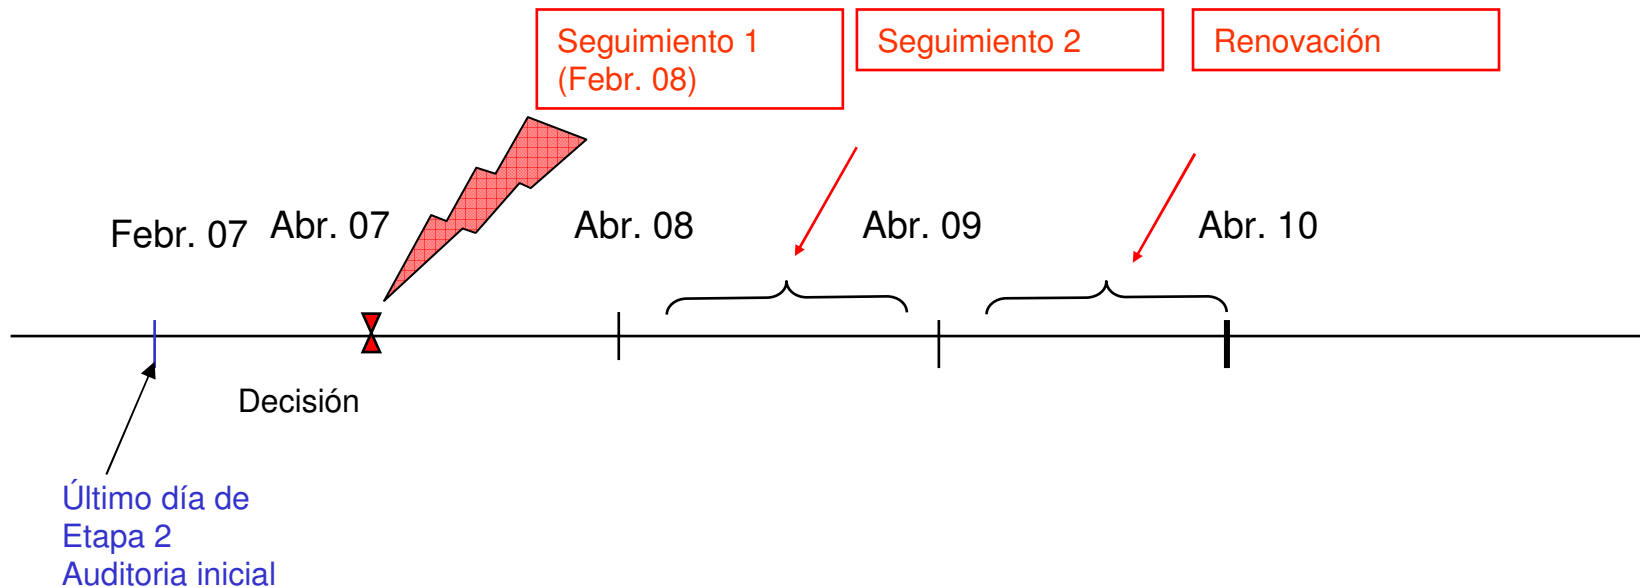 Seguimiento 1
(Febr. 08)
Seguimiento 2
Renovación
Febr. 07
Abr. 07
Abr. 08
Abr. 09
Abr. 10
Decisión
Último día de
Etapa 2
Auditoria inicial